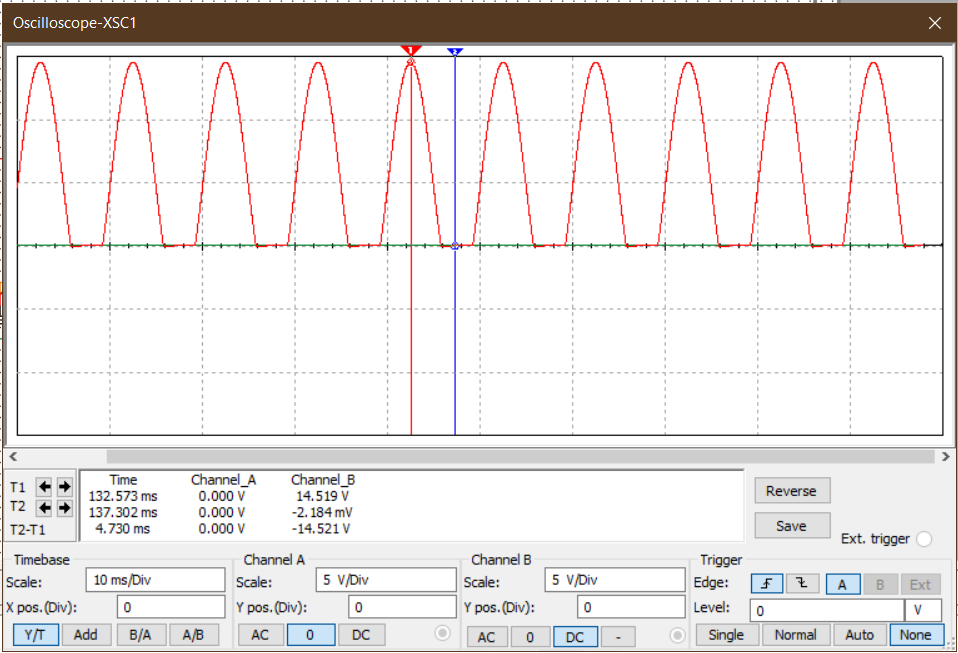 Oscilloscope-XSC1
1
2
T1
T2
T2-T1
Time Channel_A Channel_B
132.573 ms 0.000 V 14.519 V
137.302 ms 0.000 V -2.184 mV
4.730 ms 0.000 V -14.521 V
Reverse
Save
Ext. trigger
Timebase
Scale: 10 ms/Div
X pos.(Div): 0
Y/T Add B/A A/B
Channel A
Scale: 5 V/Div
Y pos.(Div): 0
AC 0 DC
Channel B
Scale: 5 V/Div
Y pos.(Div): 0
AC 0 DC -
Trigger
Edge: A B Ext
Level: 0 V
Single Normal Auto None